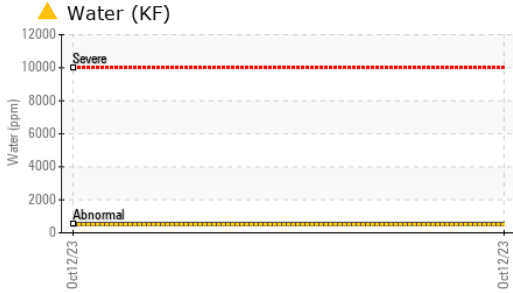 Water (KF)
12000
Severe
10000
8000
Water (ppm)
6000
4000
2000
Abnormal
0
Oct12/23
Oct12/23